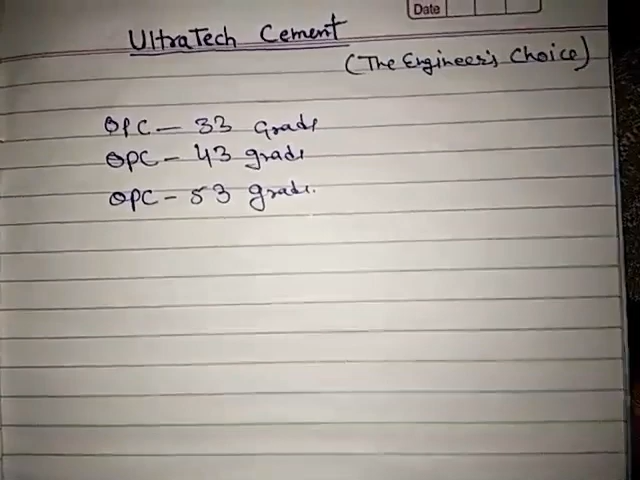 Date
UltraTech Cement
(The Engineer's Choice)
OPC - 33 Grade
OPC - 43 grade
OPC - 53 grade.